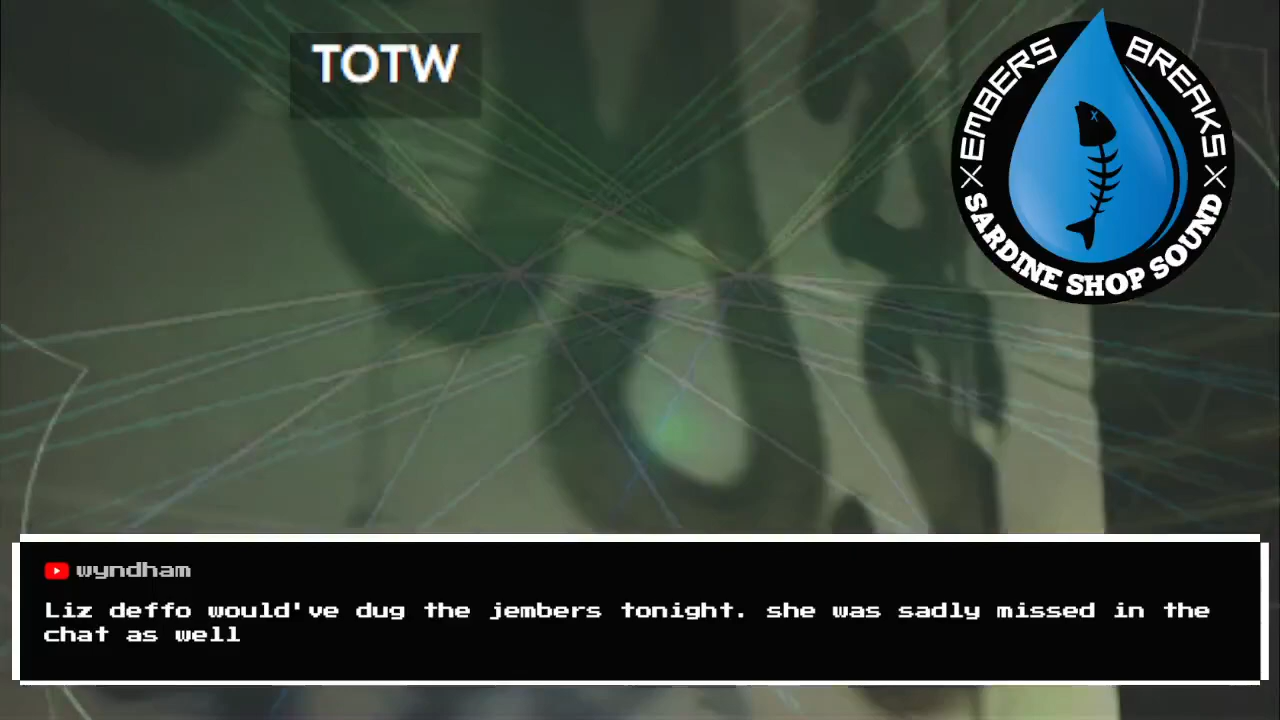 TOTW
EMBERS BREAKS
SARDINE SHOP SOUND
wyndham
Liz deffo would've dug the jembers tonight. she was sadly missed in the
chat as well